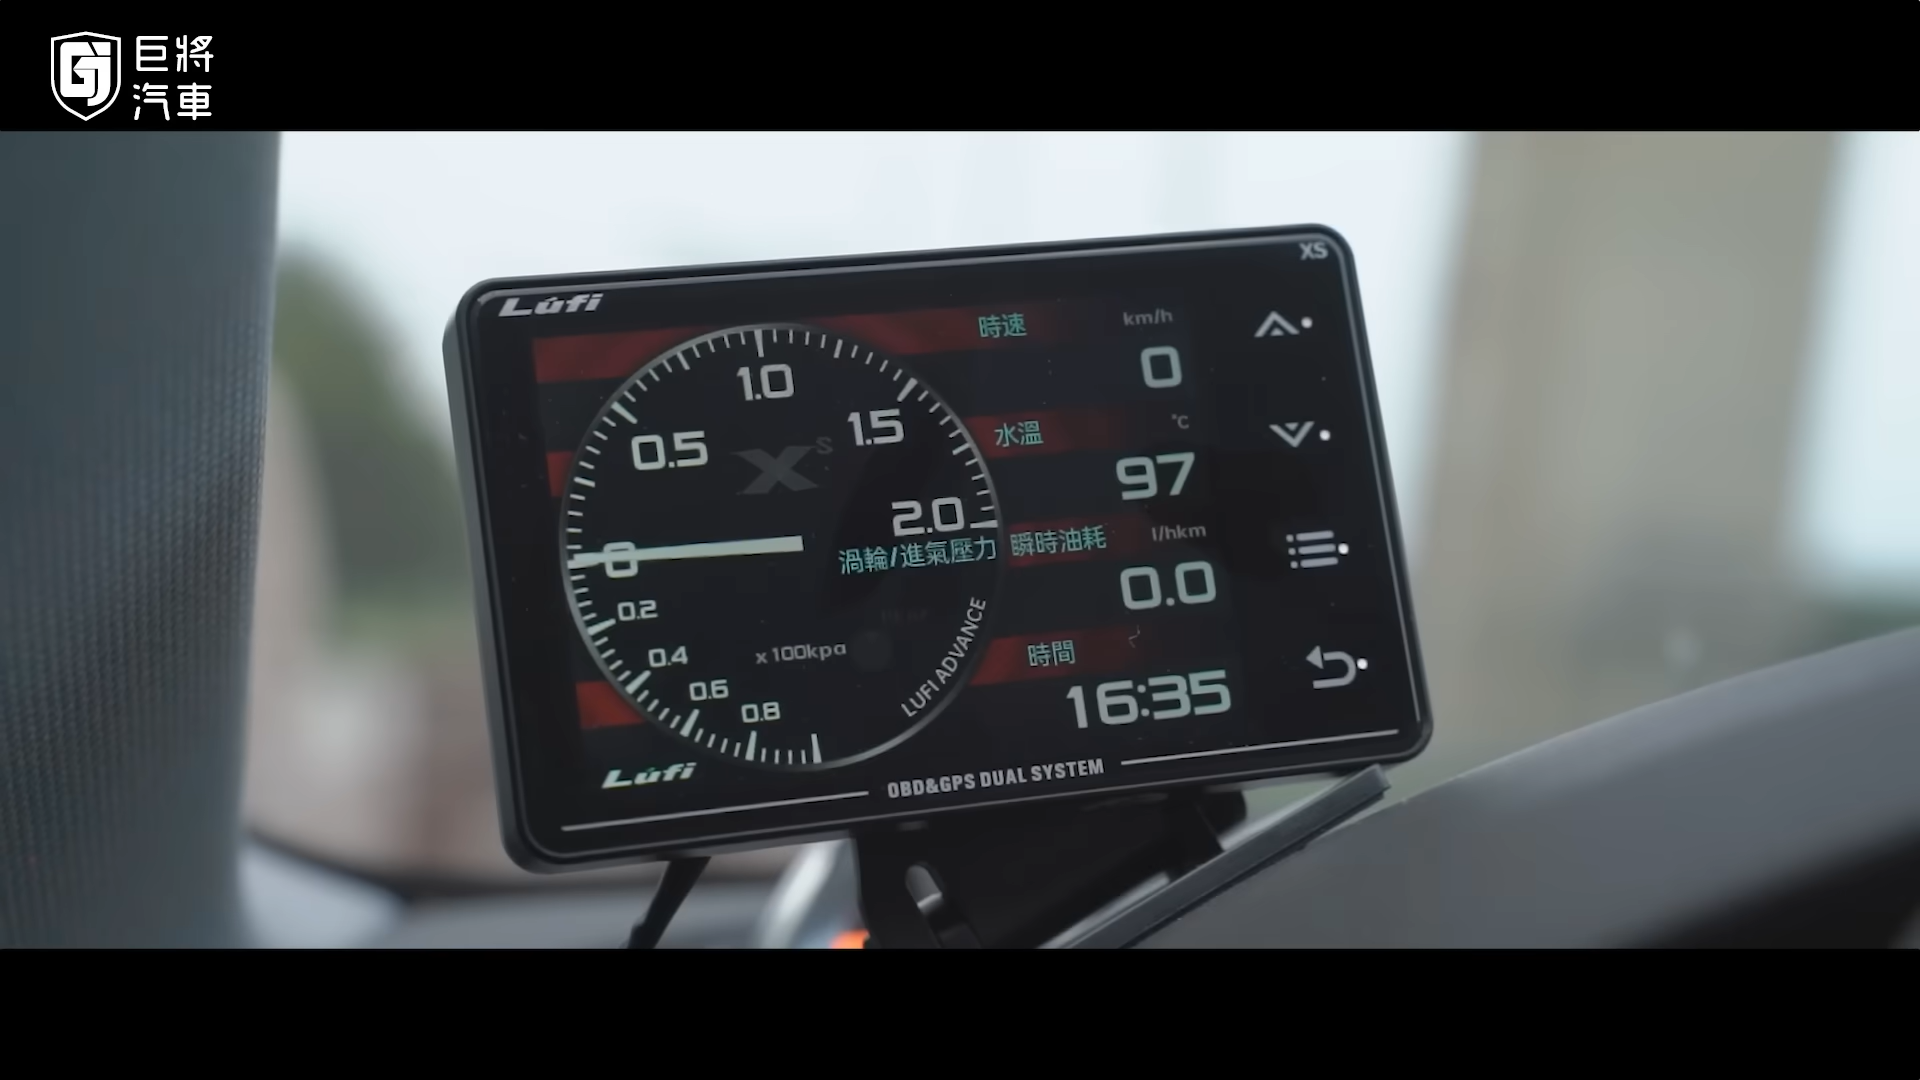 巨將
汽車
Lufi
XS
時速
km/h
0
1.0
0.5
1.5
XS
水溫
°C
97
2.0
0
渦輪/進氣壓力
瞬時油耗
l/hkm
0.0
0.2
0.4
x100kpa
0.6
0.8
LUFI ADVANCE
時間
16:35
Lufi
OBD&GPS DUAL SYSTEM